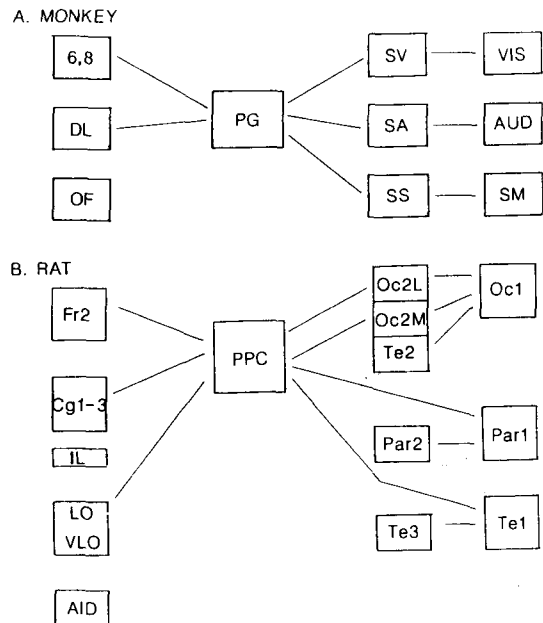 A. MONKEY
6,8
SV
VIS
PG
DL
SA
AUD
OF
SS
SM
B. RAT
Fr2
Oc2L
Oc1
Oc2M
PPC
Te2
Cg1-3
Par2
Par1
IL
LO
VLO
Te3
Te1
AID